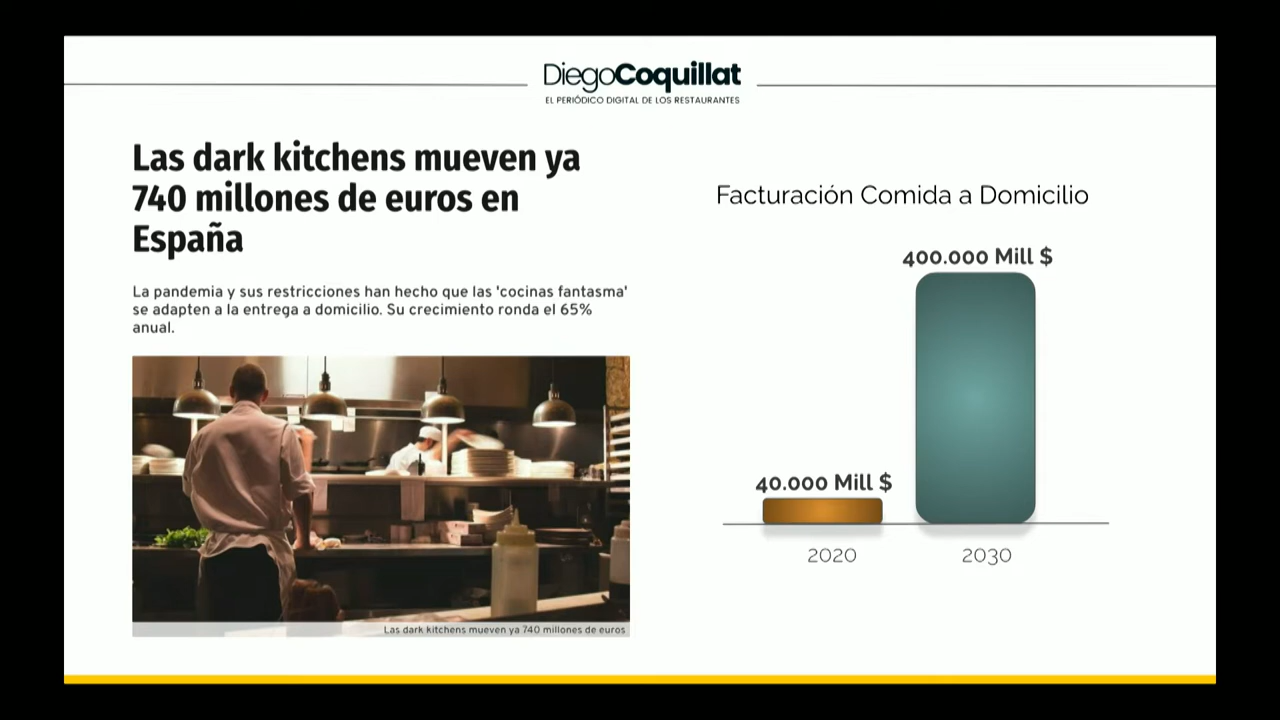 DiegoCoquillat
EL PERIÓDICO DIGITAL DE LOS RESTAURANTES
Las dark kitchens mueven ya
740 millones de euros en
España
La pandemia y sus restricciones han hecho que las 'cocinas fantasma'
se adapten a la entrega a domicilio. Su crecimiento ronda el 65%
anual.
Las dark kitchens mueven ya 740 millones de euros
Facturación Comida a Domicilio
400.000 Mill $
40.000 Mill $
2020
2030